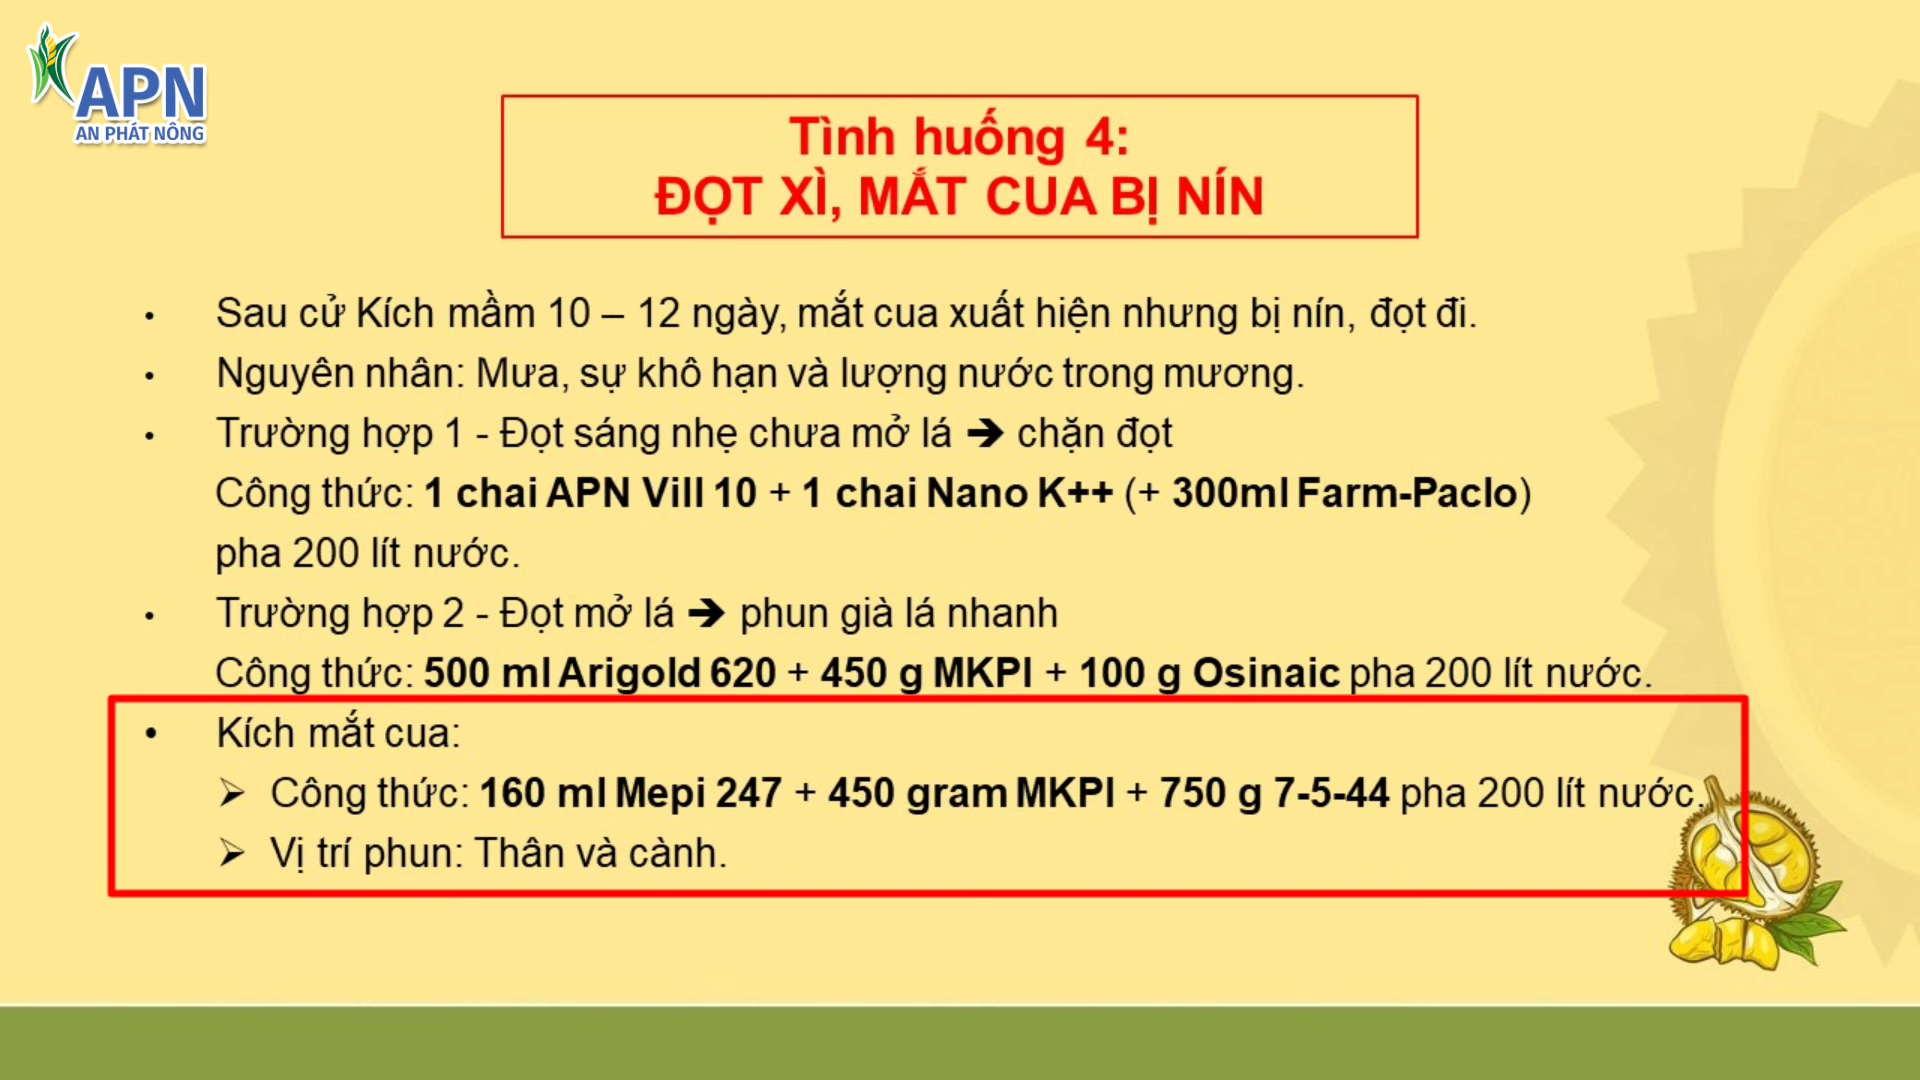 APN
AN PHÁT NÔNG
Tình huống 4:
ĐỌT XÌ, MẮT CUA BỊ NÍN
• Sau cử Kích mầm 10 – 12 ngày, mắt cua xuất hiện nhưng bị nín, đọt đi.
• Nguyên nhân: Mưa, sự khô hạn và lượng nước trong mương.
• Trường hợp 1 - Đọt sáng nhẹ chưa mở lá ➔ chặn đọt
Công thức: 1 chai APN Vill 10 + 1 chai Nano K++ (+ 300ml Farm-Paclo)
pha 200 lít nước.
• Trường hợp 2 - Đọt mở lá ➔ phun già lá nhanh
Công thức: 500 ml Arigold 620 + 450 g MKPI + 100 g Osinaic pha 200 lít nước.
• Kích mắt cua:
➢ Công thức: 160 ml Mepi 247 + 450 gram MKPI + 750 g 7-5-44 pha 200 lít nước.
➢ Vị trí phun: Thân và cành.